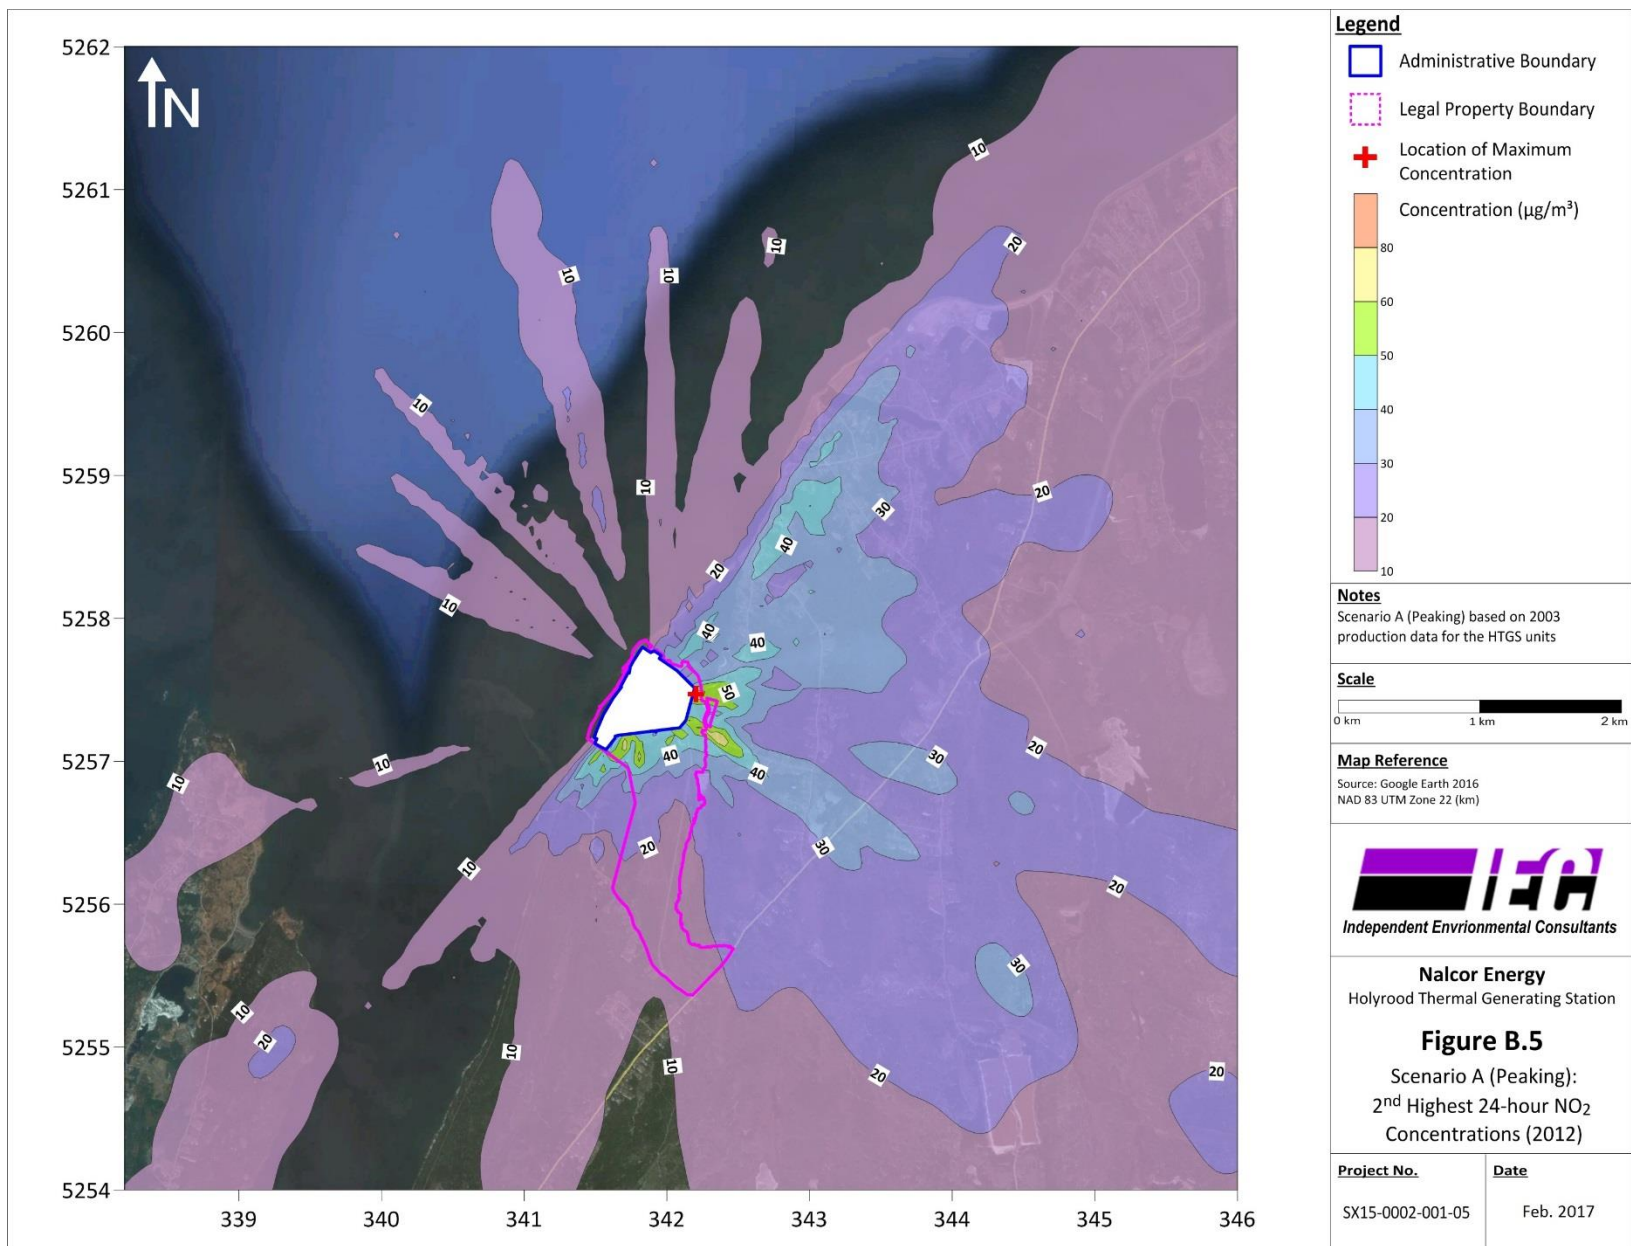 5262
5261
5260
5259
5258
5257
5256
5255
5254
339
340
341
342
343
344
345
346
N
10
20
10
10
10
10
10
10
20
30
40
10
20
10
40
40
50
10
10
40
40
30
20
30
20
10
20
30
10
20
10
10
20
20
Legend
Administrative Boundary
Legal Property Boundary
Location of Maximum
Concentration
Concentration (µg/m³)
80
60
50
40
30
20
10
Notes
Scenario A (Peaking) based on 2003
production data for the HTGS units
Scale
0 km 1 km 2 km
Map Reference
Source: Google Earth 2016
NAD 83 UTM Zone 22 (km)
IEC
Independent Envrionmental Consultants
Nalcor Energy
Holyrood Thermal Generating Station
Figure B.5
Scenario A (Peaking):
2nd Highest 24-hour NO2
Concentrations (2012)
Project No.
SX15-0002-001-05
Date
Feb. 2017